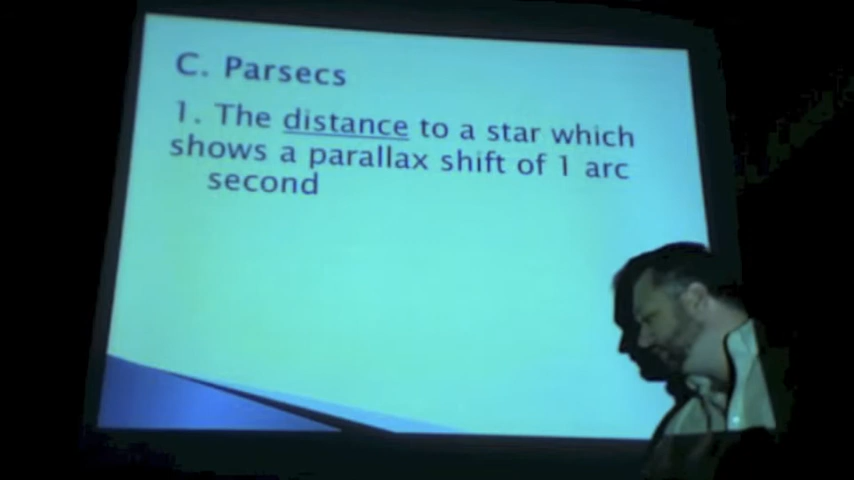 C. Parsecs
1. The distance to a star which
shows a parallax shift of 1 arc
second